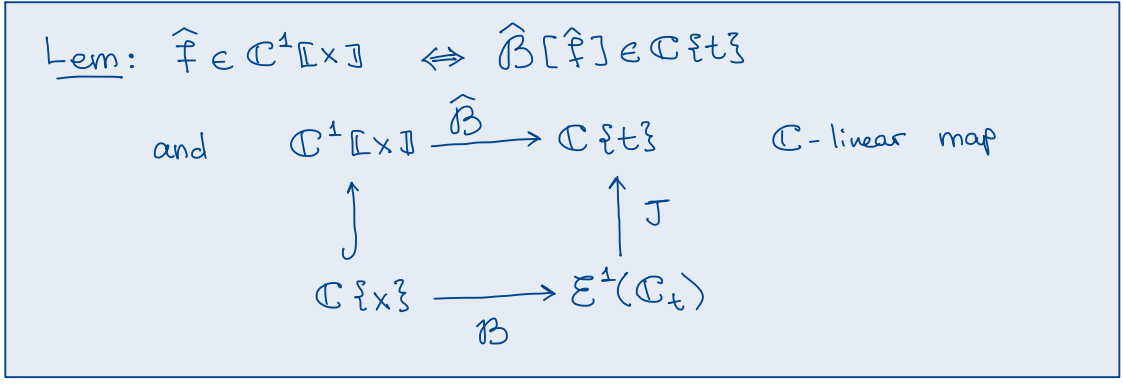 Lem: f̂ ∈ ℂ¹⟦x⟧ ⇔ 𝓑̂[f̂] ∈ ℂ{t}
and ℂ¹⟦x⟧ →^{𝓑̂} ℂ{t} ℂ-linear map
↑ J
ℂ{x} →_{𝓑} 𝓔¹(ℂ_t)